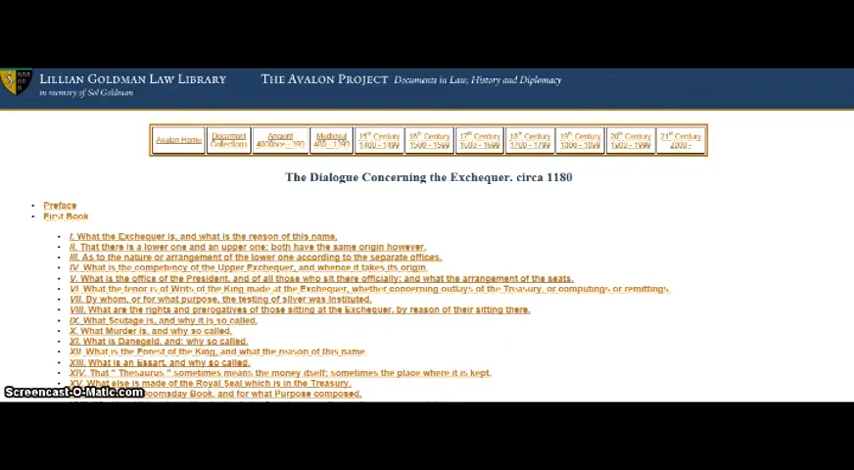 LILLIAN GOLDMAN LAW LIBRARY
in memory of Sol Goldman
THE AVALON PROJECT Documents in Law, History and Diplomacy
Avalon Home
Document Collections
Ancient 4000bce - 399
Medieval 400 - 1399
15th Century 1400 - 1499
16th Century 1500 - 1599
17th Century 1600 - 1699
18th Century 1700 - 1799
19th Century 1800 - 1899
20th Century 1900 - 1999
21st Century 2000 -
The Dialogue Concerning the Exchequer. circa 1180
Preface
First Book
I. What the Exchequer is, and what is the reason of this name.
II. That there is a lower one and an upper one; both have the same origin however.
III. As to the nature or arrangement of the lower one according to the separate offices.
IV. What is the competency of the Upper Exchequer, and whence it takes its origin.
V. What is the office of the President, and of all those who sit there officially; and what the arrangement of the seats.
VI. What the tenor is of Writs of the King made at the Exchequer, whether concerning outlays of the Treasury, or computings or remittings.
VII. By whom, or for what purpose, the testing of silver was instituted.
VIII. What are the rights and prerogatives of those sitting at the Exchequer, by reason of their sitting there.
IX. What Scutage is, and why it is so called.
X. What Murder is, and why so called.
XI. What is Danegeld, and; why so called.
XII. What is the Forest of the King, and what the reason of this name.
XIII. What is an Essart, and why so called.
XIV. That " Thesaurus " sometimes means the money itself; sometimes the place where it is kept.
XV. What else is made of the Royal Seal which is in the Treasury.
Doomsday Book, and for what Purpose composed.
Screencast-O-Matic.com